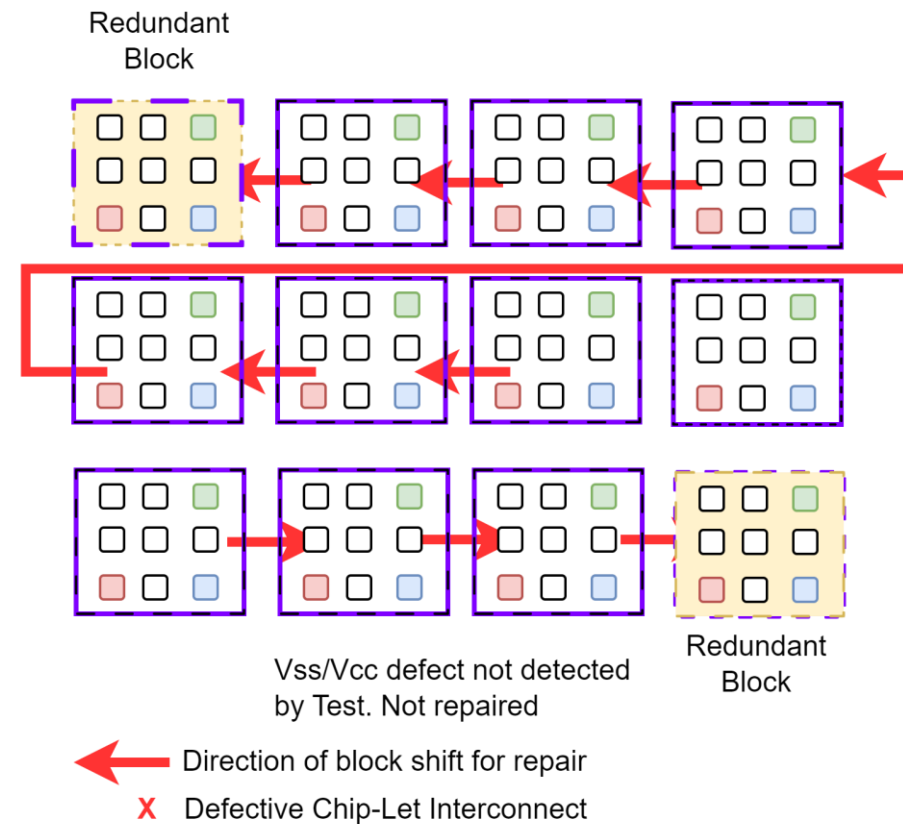 Redundant
Block
Redundant
Block
Vss/Vcc defect not detected
by Test. Not repaired
Direction of block shift for repair
X Defective Chip-Let Interconnect